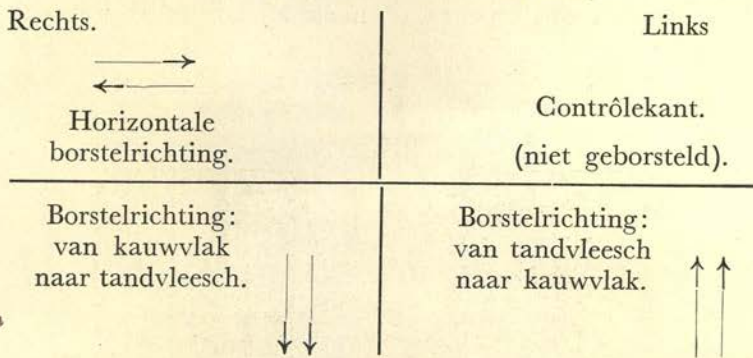 Rechts.
Links
Horizontale
borstelrichting.
Contrôlekant.
(niet geborsteld).
Borstelrichting:
van kauwvlak
naar tandvleesch.
Borstelrichting:
van tandvleesch
naar kauwvlak.